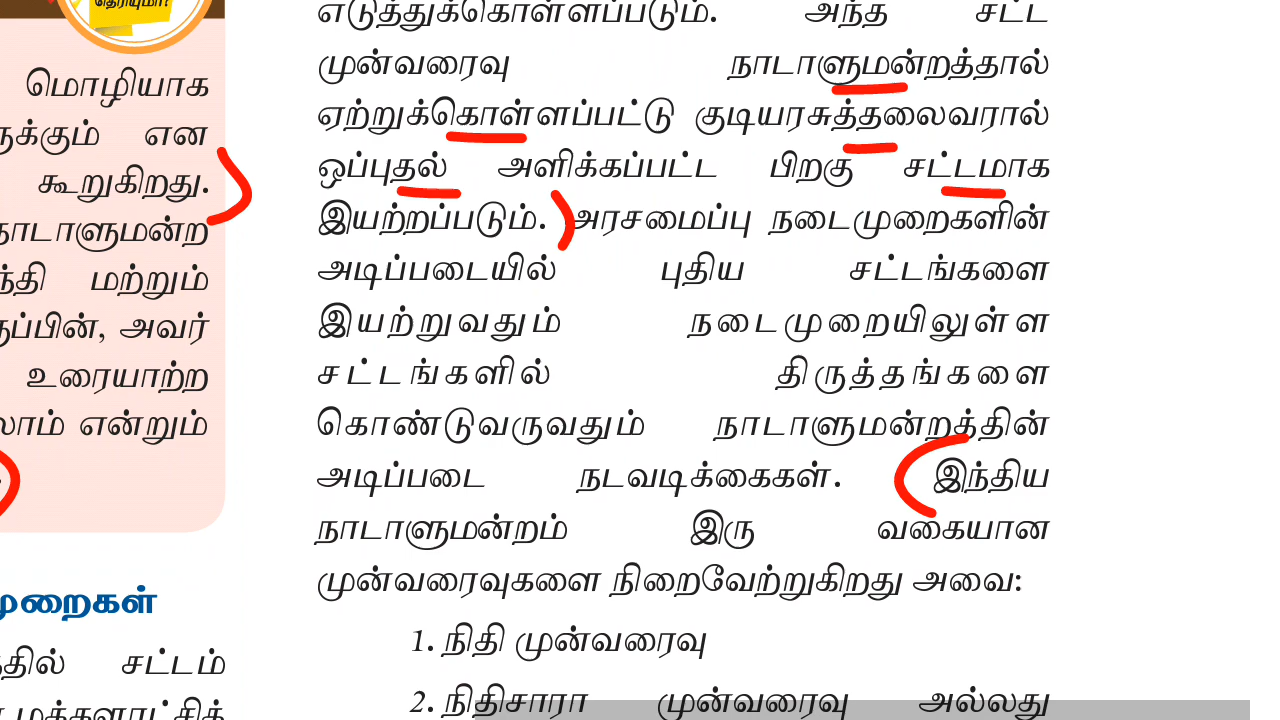 தெரியுமா?
மொழியாக
என
கூறுகிறது.
மற்றும்
அவர்
உரையாற்ற
என்றும்
சட்டம்
எடுத்துக்கொள்ளப்படும். அந்த சட்ட
முன்வரைவு நாடாளுமன்றத்தால்
ஏற்றுக்கொள்ளப்பட்டு குடியரசுத்தலைவரால்
ஒப்புதல் அளிக்கப்பட்ட பிறகு சட்டமாக
இயற்றப்படும். அரசமைப்பு நடைமுறைகளின்
அடிப்படையில் புதிய சட்டங்களை
இயற்றுவதும் நடைமுறையிலுள்ள
சட்டங்களில் திருத்தங்களை
கொண்டுவருவதும் நாடாளுமன்றத்தின்
அடிப்படை நடவடிக்கைகள். இந்திய
நாடாளுமன்றம் இரு வகையான
முன்வரைவுகளை நிறைவேற்றுகிறது அவை:
1. நிதி முன்வரைவு
2. நிதிசாரா முன்வரைவு அல்லது